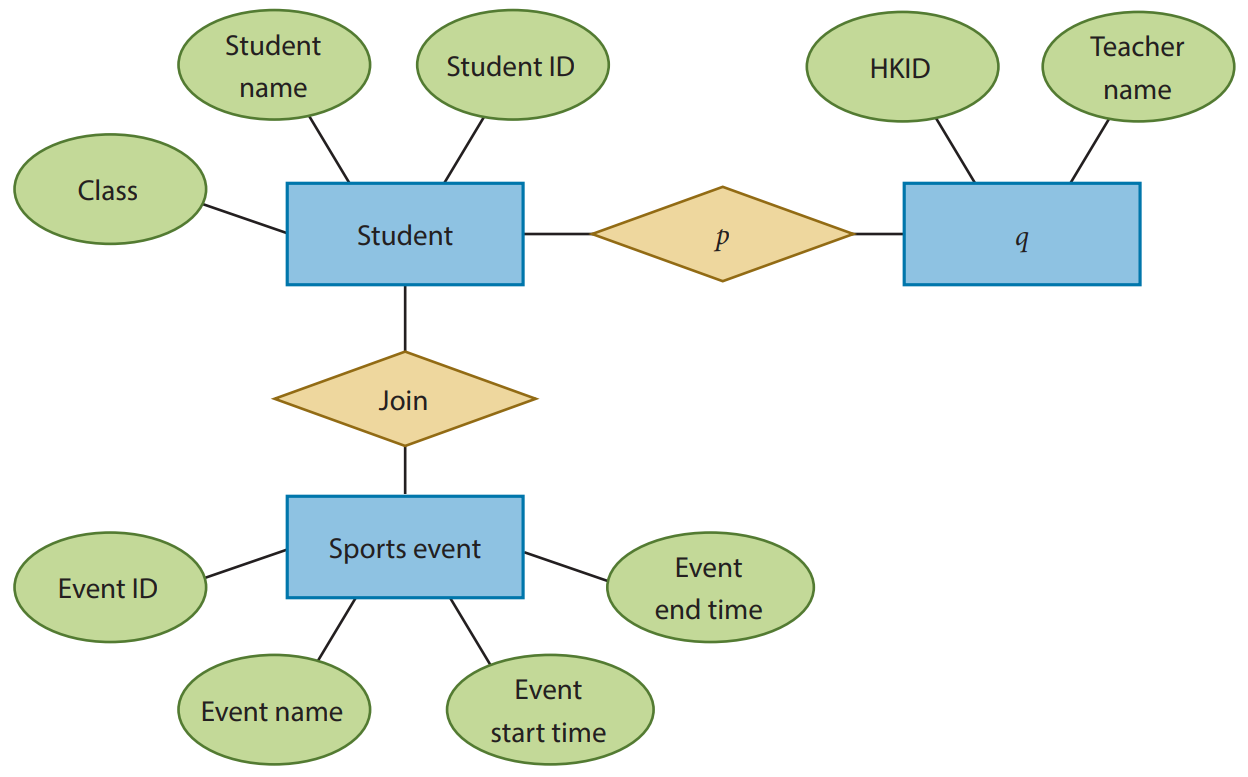 Student
name
Student ID
HKID
Teacher
name
Class
Student
p
q
Join
Sports event
Event ID
Event
end time
Event name
Event
start time